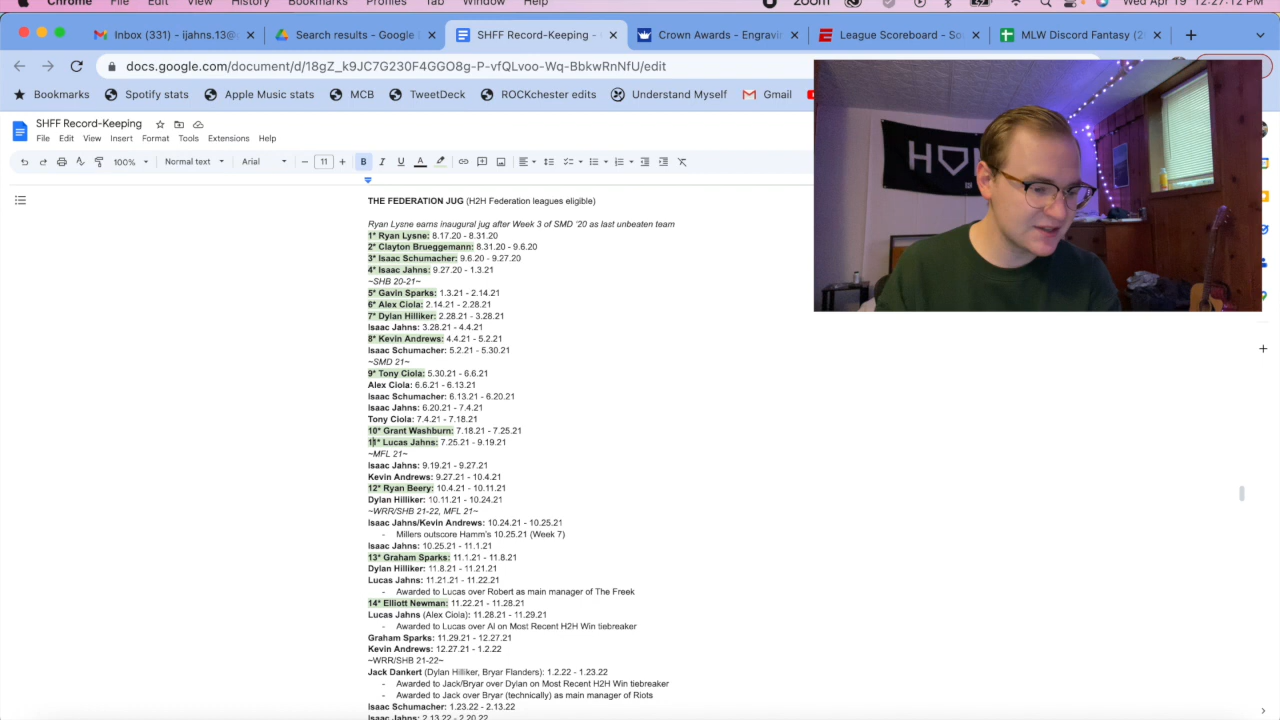 Chrome File Edit View History Bookmarks Profiles Tab Window Help zoom Wed Apr 19 12:27:12 PM
Inbox (331) - ijahns.13@g Search results - Google SHFF Record-Keeping - Crown Awards - Engravin League Scoreboard - So MLW Discord Fantasy (2
docs.google.com/document/d/18gZ_k9JC7G230F4GGO8g-P-vfQLvoo-Wq-BbkwRnNfU/edit
Bookmarks Spotify stats Apple Music stats MCB TweetDeck ROCKchester edits Understand Myself Gmail
SHFF Record-Keeping
File Edit View Insert Format Tools Extensions Help
100% Normal text Arial 11 B I U A
THE FEDERATION JUG (H2H Federation leagues eligible)
Ryan Lysne earns inaugural jug after Week 3 of SMD '20 as last unbeaten team
1* Ryan Lysne: 8.17.20 - 8.31.20
2* Clayton Brueggemann: 8.31.20 - 9.6.20
3* Isaac Schumacher: 9.6.20 - 9.27.20
4* Isaac Jahns: 9.27.20 - 1.3.21
~SHB 20-21~
5* Gavin Sparks: 1.3.21 - 2.14.21
6* Alex Ciola: 2.14.21 - 2.28.21
7* Dylan Hilliker: 2.28.21 - 3.28.21
Isaac Jahns: 3.28.21 - 4.4.21
8* Kevin Andrews: 4.4.21 - 5.2.21
Isaac Schumacher: 5.2.21 - 5.30.21
~SMD 21~
9* Tony Ciola: 5.30.21 - 6.6.21
Alex Ciola: 6.6.21 - 6.13.21
Isaac Schumacher: 6.13.21 - 6.20.21
Isaac Jahns: 6.20.21 - 7.4.21
Tony Ciola: 7.4.21 - 7.18.21
10* Grant Washburn: 7.18.21 - 7.25.21
11* Lucas Jahns: 7.25.21 - 9.19.21
~MFL 21~
Isaac Jahns: 9.19.21 - 9.27.21
Kevin Andrews: 9.27.21 - 10.4.21
12* Ryan Beery: 10.4.21 - 10.11.21
Dylan Hilliker: 10.11.21 - 10.24.21
~WRR/SHB 21-22, MFL 21~
Isaac Jahns/Kevin Andrews: 10.24.21 - 10.25.21
- Millers outscore Hamm's 10.25.21 (Week 7)
Isaac Jahns: 10.25.21 - 11.1.21
13* Graham Sparks: 11.1.21 - 11.8.21
Dylan Hilliker: 11.8.21 - 11.21.21
Lucas Jahns: 11.21.21 - 11.22.21
- Awarded to Lucas over Robert as main manager of The Freek
14* Elliott Newman: 11.22.21 - 11.28.21
Lucas Jahns (Alex Ciola): 11.28.21 - 11.29.21
- Awarded to Lucas over Al on Most Recent H2H Win tiebreaker
Graham Sparks: 11.29.21 - 12.27.21
Kevin Andrews: 12.27.21 - 1.2.22
~WRR/SHB 21-22~
Jack Dankert (Dylan Hilliker, Bryar Flanders): 1.2.22 - 1.23.22
- Awarded to Jack/Bryar over Dylan on Most Recent H2H Win tiebreaker
- Awarded to Jack over Bryar (technically) as main manager of Riots
Isaac Schumacher: 1.23.22 - 2.13.22
Isaac Jahns: 2.13.22 - 2.20.22